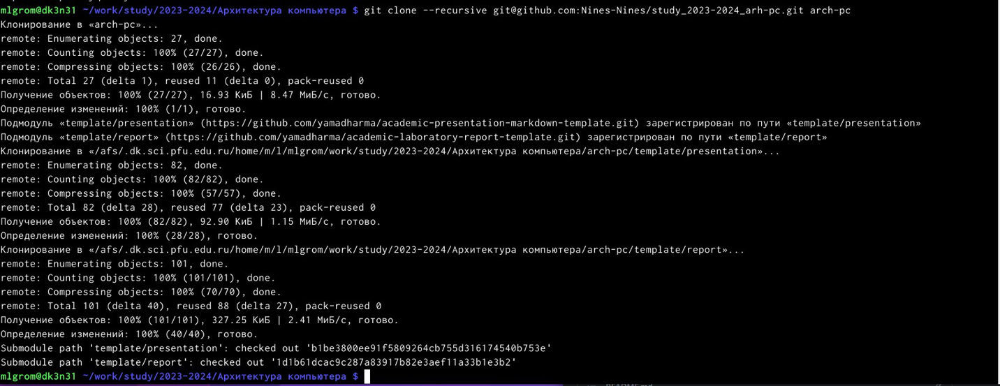 mlgrom@dk3n31 ~/work/study/2023-2024/Архитектура компьютера $ git clone --recursive git@github.com:Nines-Nines/study_2023-2024_arh-pc.git arch-pc
Клонирование в «arch-pc»...
remote: Enumerating objects: 27, done.
remote: Counting objects: 100% (27/27), done.
remote: Compressing objects: 100% (26/26), done.
remote: Total 27 (delta 1), reused 11 (delta 0), pack-reused 0
Получение объектов: 100% (27/27), 16.93 КиБ | 8.47 МиБ/с, готово.
Определение изменений: 100% (1/1), готово.
Подмодуль «template/presentation» (https://github.com/yamadharma/academic-presentation-markdown-template.git) зарегистрирован по пути «template/presentation»
Подмодуль «template/report» (https://github.com/yamadharma/academic-laboratory-report-template.git) зарегистрирован по пути «template/report»
Клонирование в «/afs/.dk.sci.pfu.edu.ru/home/m/l/mlgrom/work/study/2023-2024/Архитектура компьютера/arch-pc/template/presentation»...
remote: Enumerating objects: 82, done.
remote: Counting objects: 100% (82/82), done.
remote: Compressing objects: 100% (57/57), done.
remote: Total 82 (delta 28), reused 77 (delta 23), pack-reused 0
Получение объектов: 100% (82/82), 92.90 КиБ | 1.15 МиБ/с, готово.
Определение изменений: 100% (28/28), готово.
Клонирование в «/afs/.dk.sci.pfu.edu.ru/home/m/l/mlgrom/work/study/2023-2024/Архитектура компьютера/arch-pc/template/report»...
remote: Enumerating objects: 101, done.
remote: Counting objects: 100% (101/101), done.
remote: Compressing objects: 100% (70/70), done.
remote: Total 101 (delta 40), reused 88 (delta 27), pack-reused 0
Получение объектов: 100% (101/101), 327.25 КиБ | 2.41 МиБ/с, готово.
Определение изменений: 100% (40/40), готово.
Submodule path 'template/presentation': checked out 'b1be3800ee91f5809264cb755d316174540b753e'
Submodule path 'template/report': checked out '1d1b61dcac9c287a83917b82e3aef11a33b1e3b2'
mlgrom@dk3n31 ~/work/study/2023-2024/Архитектура компьютера $